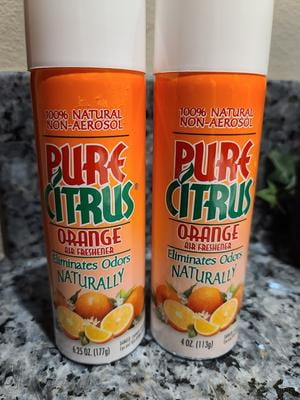 100% NATURAL
NON-AEROSOL
PURE
CITRUS®
ORANGE
AIR FRESHENER
Eliminates Odors
NATURALLY
6.25 OZ. (177g)
100% NATURAL
NON-AEROSOL
PURE
CITRUS
ORANGE
AIR FRESHENER
Eliminates Odors
NATURALLY
4 OZ. (113g)